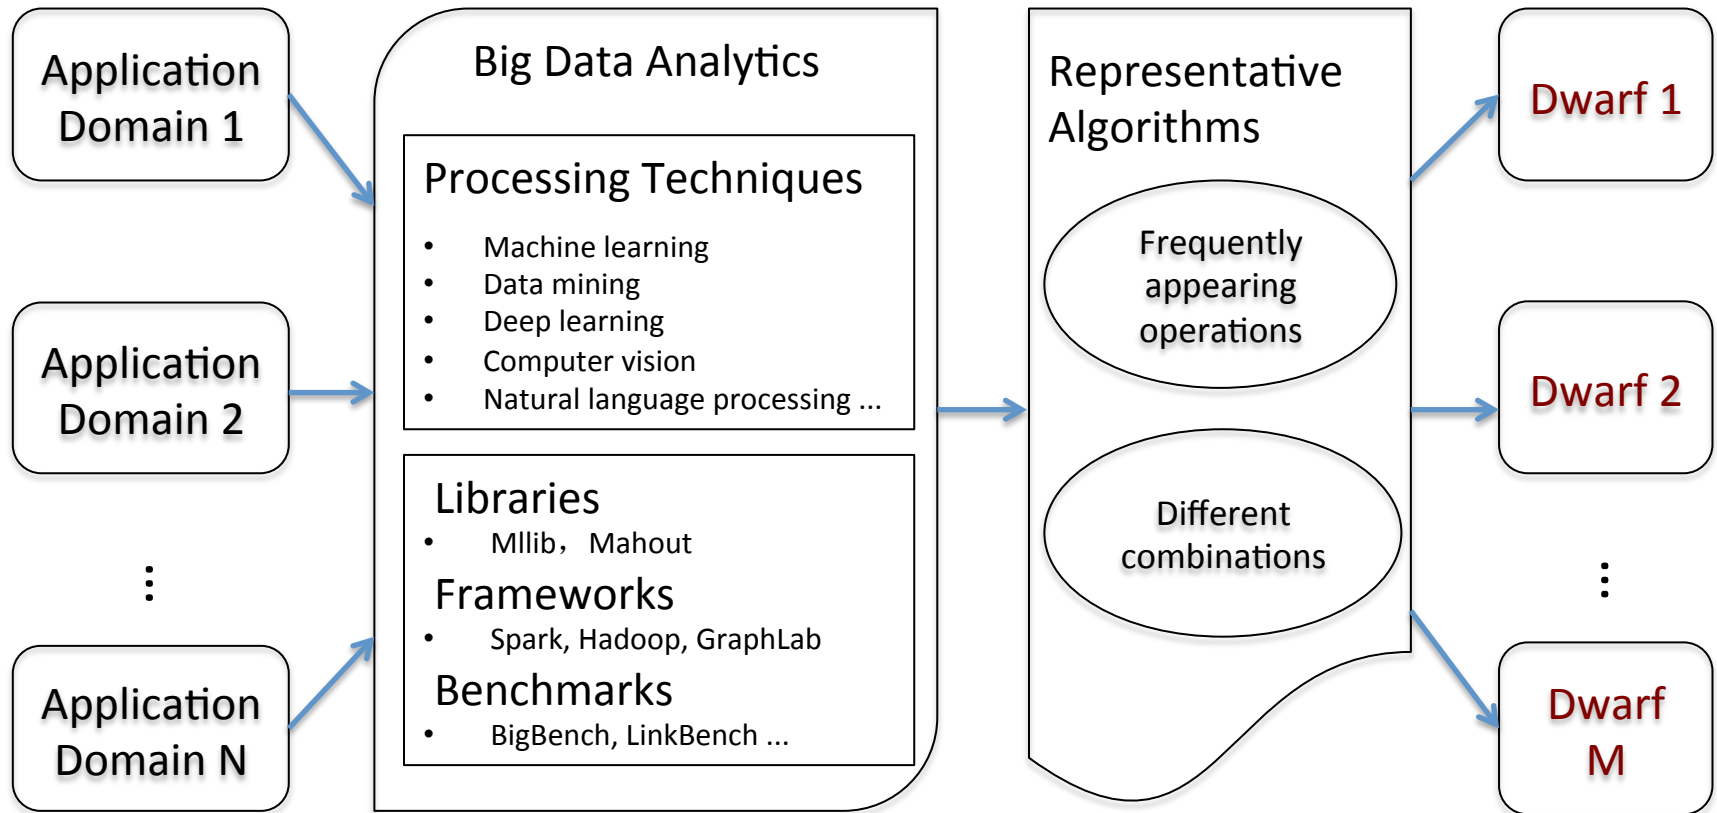 Application
Domain 1
Application
Domain 2
⋮
Application
Domain N
Big Data Analytics
Processing Techniques
• Machine learning
• Data mining
• Deep learning
• Computer vision
• Natural language processing ...
Libraries
• Mllib， Mahout
Frameworks
• Spark, Hadoop, GraphLab
Benchmarks
• BigBench, LinkBench ...
Representative
Algorithms
Frequently
appearing
operations
Different
combinations
Dwarf 1
Dwarf 2
⋮
Dwarf
M